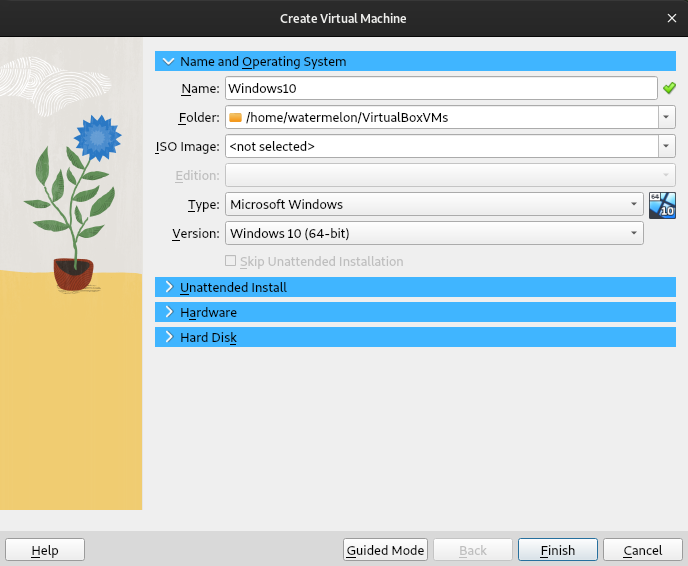 Create Virtual Machine
Name and Operating System
Name: Windows10
Folder: /home/watermelon/VirtualBoxVMs
ISO Image: <not selected>
Edition:
Type: Microsoft Windows
64
10
Version: Windows 10 (64-bit)
Skip Unattended Installation
Unattended Install
Hardware
Hard Disk
Help Guided Mode Back Finish Cancel